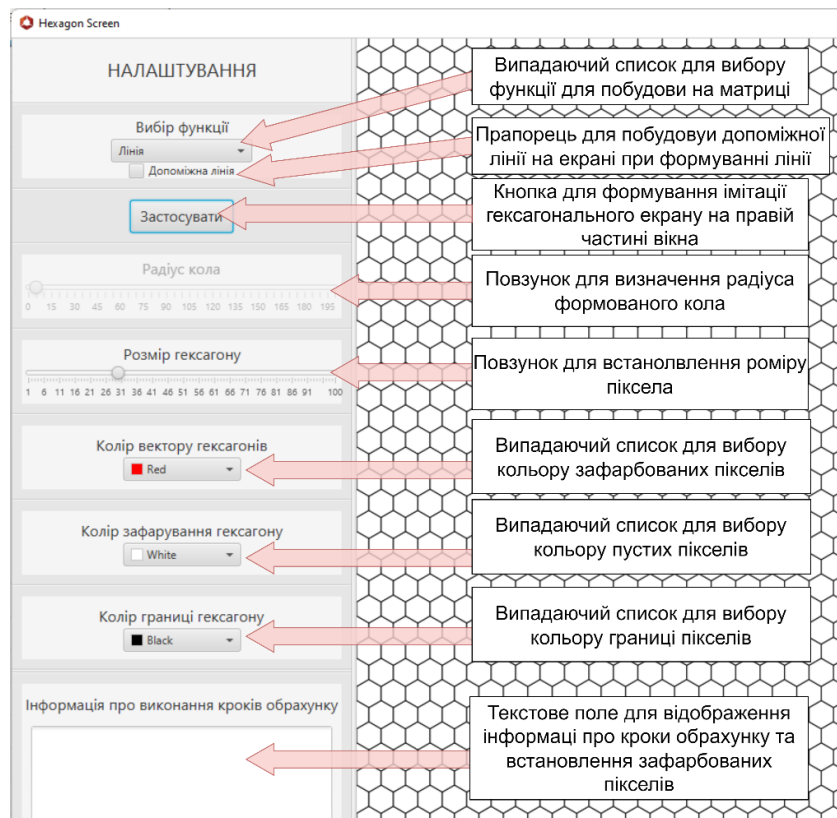 Hexagon Screen
НАЛАШТУВАННЯ
Випадаючий список для вибору
функції для побудови на матриці
Вибір функції
Лінія
Допоміжна лінія
Прапорець для побудовуи допоміжної
лінії на екрані при формуванні лінії
Застосувати
Кнопка для формування імітації
гексагонального екрану на правій
частині вікна
Радіус кола
0 15 30 45 60 75 90 105 120 135 150 165 180 195
Повзунок для визначення радіуса
формованого кола
Розмір гексагону
1 6 11 16 21 26 31 36 41 46 51 56 61 66 71 76 81 86 91 100
Повзунок для встанолвлення роміру
піксела
Колір вектору гексагонів
Red
Випадаючий список для вибору
кольору зафарбованих пікселів
Колір зафарування гексагону
White
Випадаючий список для вибору
кольору пустих пікселів
Колір границі гексагону
Black
Випадаючий список для вибору
кольору границі пікселів
Інформація про виконання кроків обрахунку
Текстове поле для відображення
інформаці про кроки обрахунку та
встановлення зафарбованих
пікселів